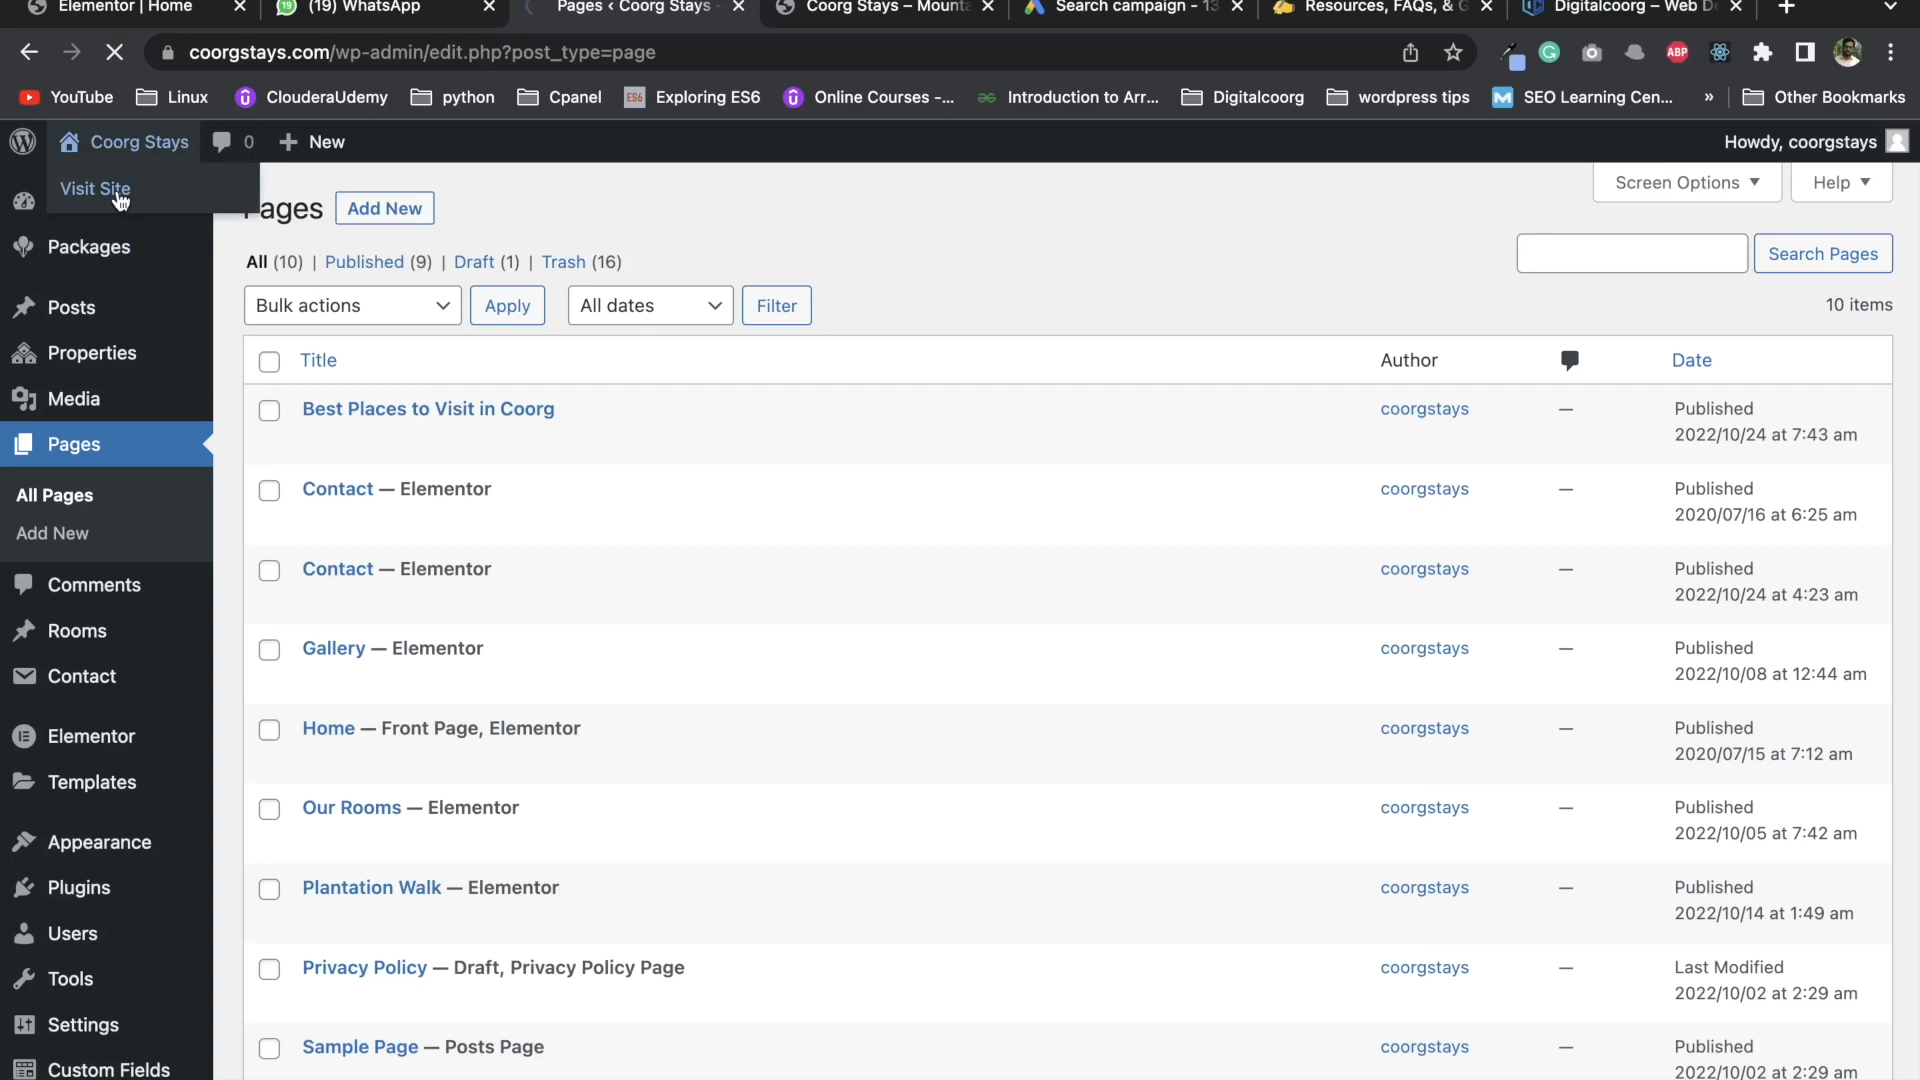 Elementor | Home
(19) WhatsApp
Pages ‹ Coorg Stays -
Coorg Stays – Mounta
Search campaign - 13
Resources, FAQs, & G
Digitalcoorg – Web De
coorgstays.com/wp-admin/edit.php?post_type=page
ABP
YouTube
Linux
ClouderaUdemy
python
Cpanel
ES6
Exploring ES6
Online Courses -...
Introduction to Arr...
Digitalcoorg
wordpress tips
SEO Learning Cen...
»
Other Bookmarks
Coorg Stays
0
New
Howdy, coorgstays
Visit Site
Pages
Add New
Screen Options
Help
All (10) | Published (9) | Draft (1) | Trash (16)
Search Pages
Bulk actions
Apply
All dates
Filter
10 items
Packages
Posts
Properties
Media
Pages
All Pages
Add New
Comments
Rooms
Contact
Elementor
Templates
Appearance
Plugins
Users
Tools
Settings
Custom Fields
Title
Author
Date
Best Places to Visit in Coorg
coorgstays
—
Published
2022/10/24 at 7:43 am
Contact — Elementor
coorgstays
—
Published
2020/07/16 at 6:25 am
Contact — Elementor
coorgstays
—
Published
2022/10/24 at 4:23 am
Gallery — Elementor
coorgstays
—
Published
2022/10/08 at 12:44 am
Home — Front Page, Elementor
coorgstays
—
Published
2020/07/15 at 7:12 am
Our Rooms — Elementor
coorgstays
—
Published
2022/10/05 at 7:42 am
Plantation Walk — Elementor
coorgstays
—
Published
2022/10/14 at 1:49 am
Privacy Policy — Draft, Privacy Policy Page
coorgstays
—
Last Modified
2022/10/02 at 2:29 am
Sample Page — Posts Page
coorgstays
—
Published
2022/10/02 at 2:29 am